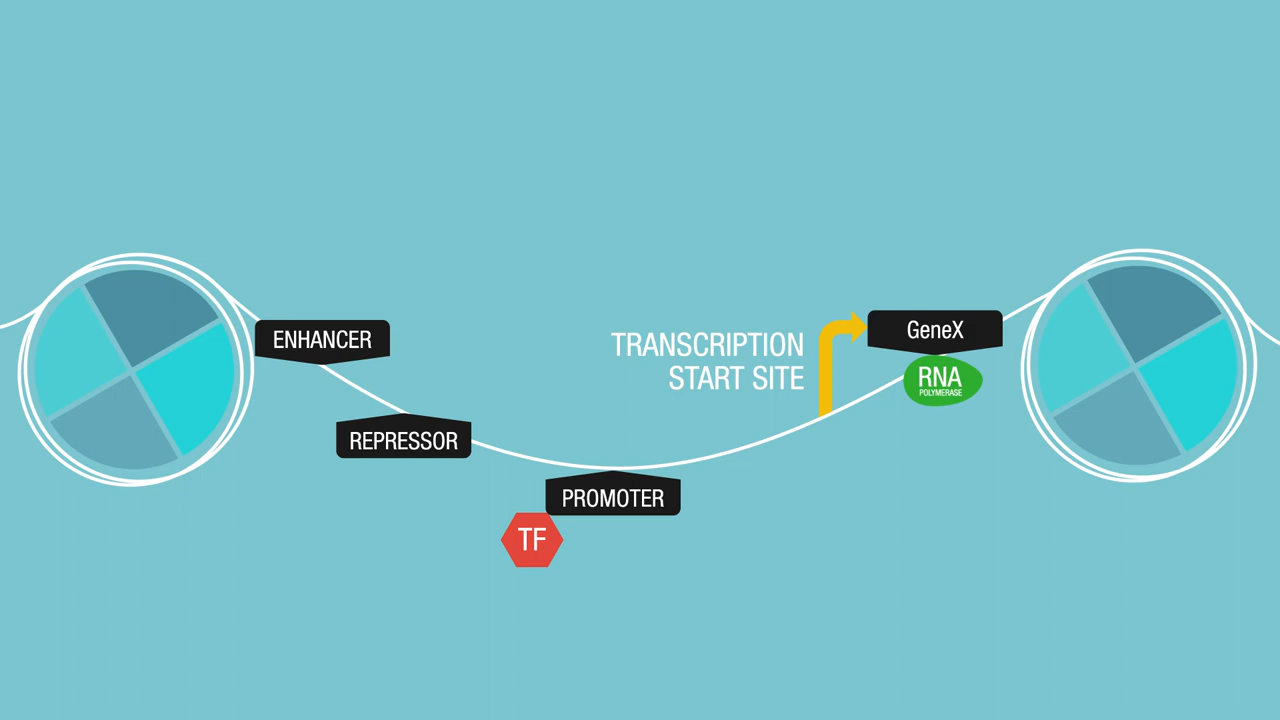 ENHANCER
REPRESSOR
PROMOTER
TF
TRANSCRIPTION
START SITE
GeneX
RNA
POLYMERASE